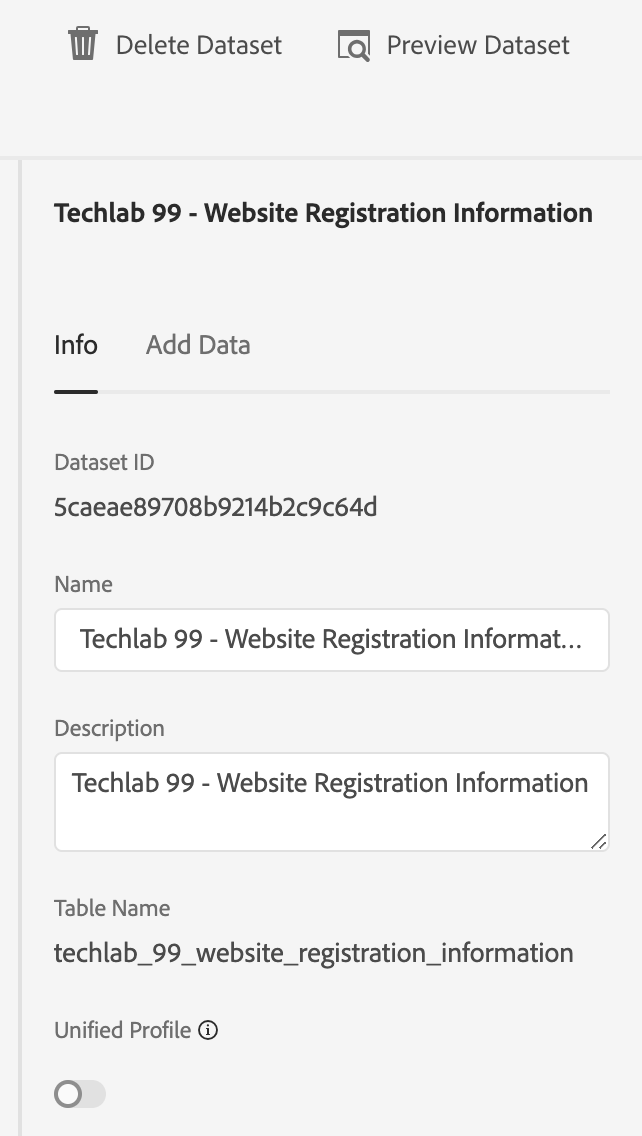 Delete Dataset Preview Dataset
Techlab 99 - Website Registration Information
Info Add Data
Dataset ID
5caeae89708b9214b2c9c64d
Name
Techlab 99 - Website Registration Informat...
Description
Techlab 99 - Website Registration Information
Table Name
techlab_99_website_registration_information
Unified Profile